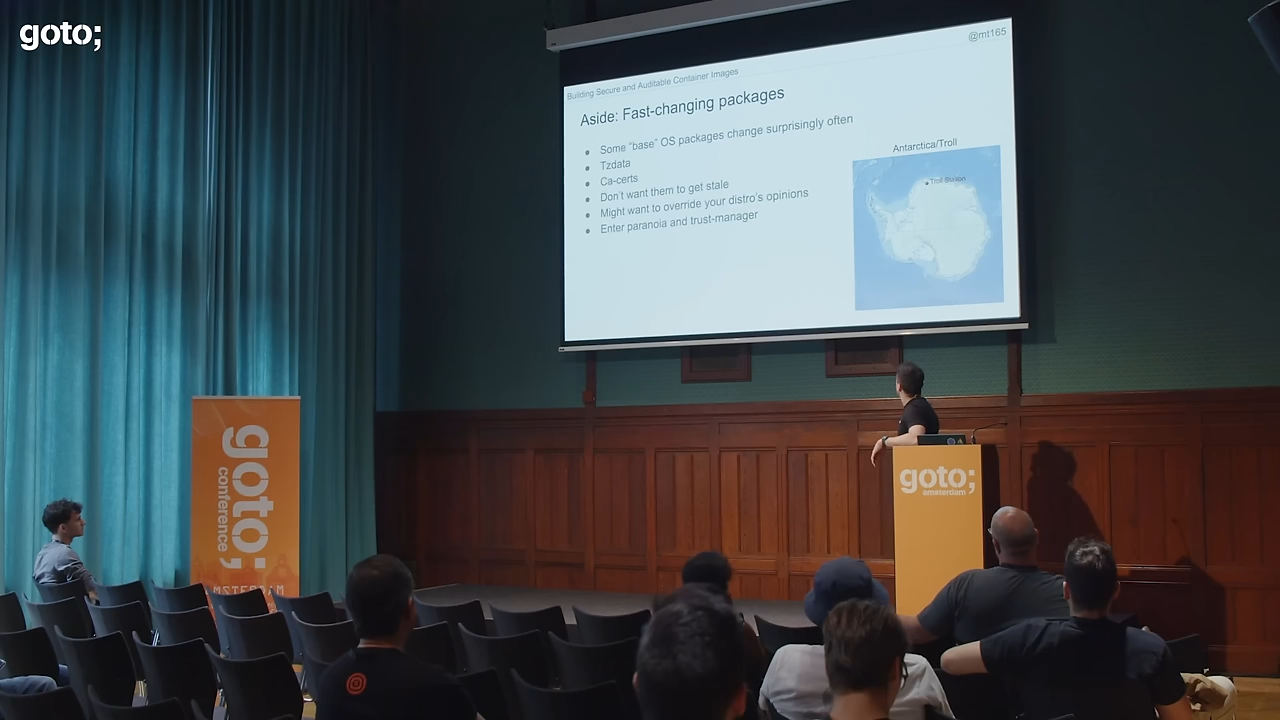 goto;
@mt165
Building Secure and Auditable Container Images
Aside: Fast-changing packages
Some "base" OS packages change surprisingly often
Tzdata
Ca-certs
Don't want them to get stale
Might want to override your distro's opinions
Enter paranoia and trust-manager
Antarctica/Troll
Troll Station
goto;
conference
goto;
amsterdam